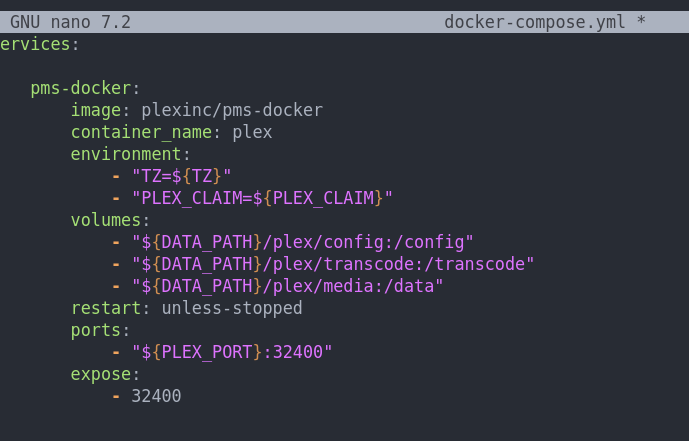 GNU nano 7.2 docker-compose.yml *
ervices:
pms-docker:
image: plexinc/pms-docker
container_name: plex
environment:
- "TZ=${TZ}"
- "PLEX_CLAIM=${PLEX_CLAIM}"
volumes:
- "${DATA_PATH}/plex/config:/config"
- "${DATA_PATH}/plex/transcode:/transcode"
- "${DATA_PATH}/plex/media:/data"
restart: unless-stopped
ports:
- "${PLEX_PORT}:32400"
expose:
- 32400